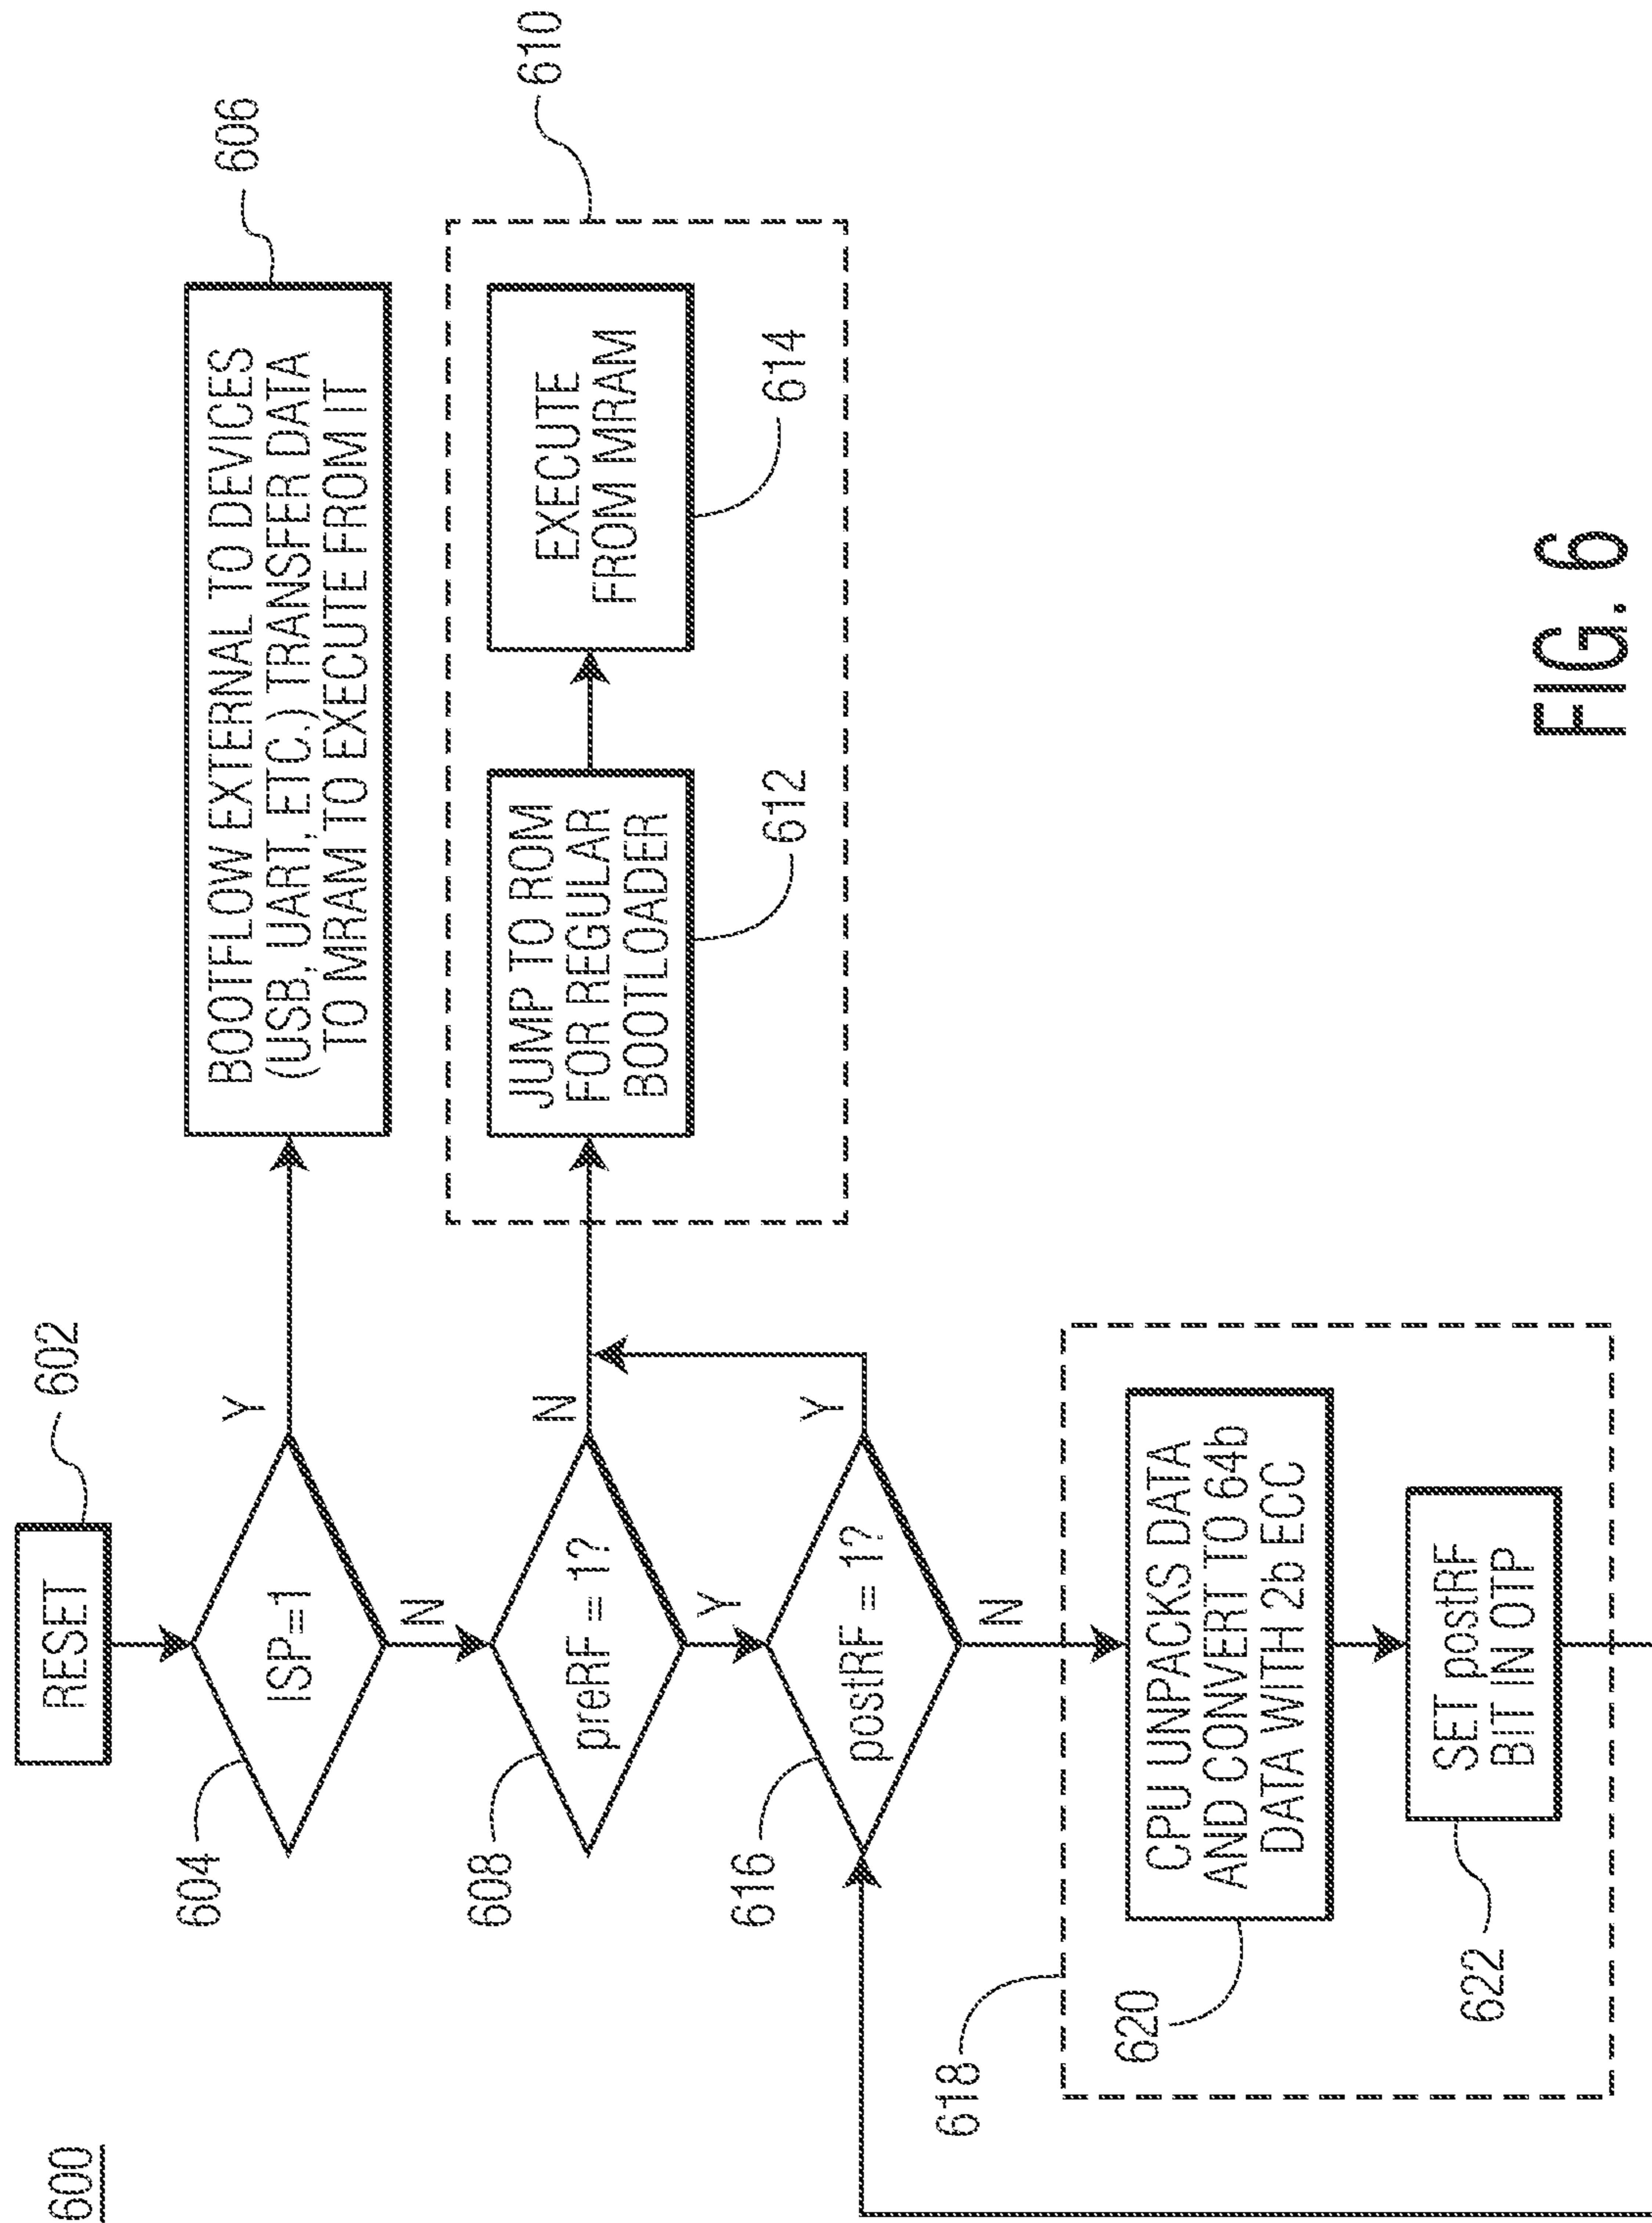 600
RESET
602
604
ISP=1
Y
N
BOOTFLOW EXTERNAL TO DEVICES
(USB, UART, ETC.) TRANSFER DATA
TO MRAM TO EXECUTE FROM IT
606
608
preRF = 1?
N
Y
610
JUMP TO ROM
FOR REGULAR
BOOTLOADER
612
EXECUTE
FROM MRAM
614
616
postRF = 1?
Y
N
618
CPU UNPACKS DATA
AND CONVERT TO 64b
DATA WITH 2b ECC
620
SET postRF
BIT IN OTP
622
FIG. 6